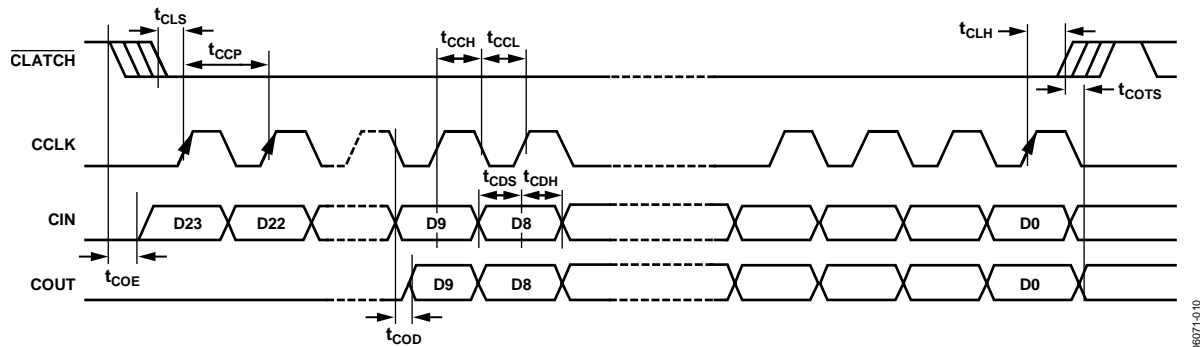 tCLS
tCCP
tCCH
tCCL
tCLH
CLATCH
tCOTS
CCLK
tCDS
tCDH
CIN
D23
D22
D9
D8
D0
tCOE
COUT
D9
D8
D0
tCOD
06071-010